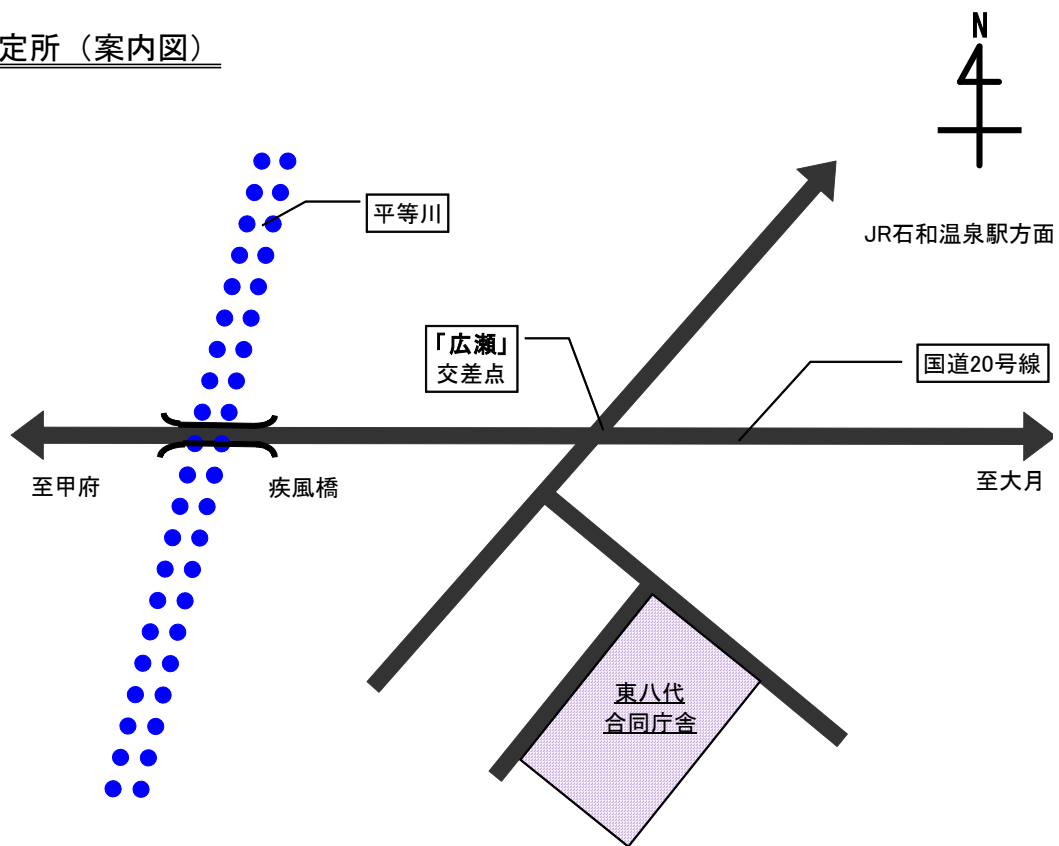 定所（案内図）
N
平等川
JR石和温泉駅方面
「広瀬」
交差点
国道20号線
至甲府
疾風橋
至大月
東八代
合同庁舎